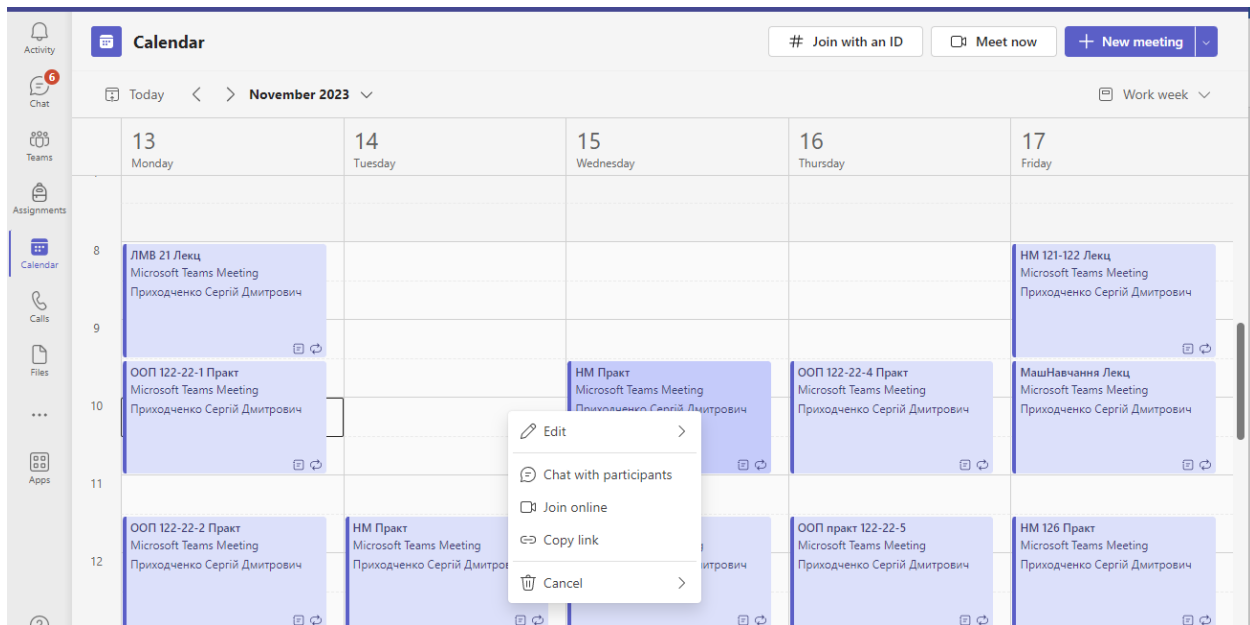 Activity
6
Chat
Teams
Assignments
Calendar
Calls
Files
Apps
Calendar
# Join with an ID
Meet now
+ New meeting
Today
November 2023
Work week
13
Monday
14
Tuesday
15
Wednesday
16
Thursday
17
Friday
8
9
10
11
12
ЛМВ 21 Лекц
Microsoft Teams Meeting
Приходченко Сергій Дмитрович
ООП 122-22-1 Практ
Microsoft Teams Meeting
Приходченко Сергій Дмитрович
ООП 122-22-2 Практ
Microsoft Teams Meeting
Приходченко Сергій Дмитрович
НМ Практ
Microsoft Teams Meeting
Приходченко Сергій
НМ Практ
Microsoft Teams Meeting
Приходченко Сергій Дмитрович
Edit
Chat with participants
Join online
Copy link
Cancel
ООП 122-22-4 Практ
Microsoft Teams Meeting
Приходченко Сергій Дмитрович
ООП практ 122-22-5
Microsoft Teams Meeting
Приходченко Сергій Дмитрович
НМ 121-122 Лекц
Microsoft Teams Meeting
Приходченко Сергій Дмитрович
МашНавчання Лекц
Microsoft Teams Meeting
Приходченко Сергій Дмитрович
НМ 126 Практ
Microsoft Teams Meeting
Приходченко Сергій Дмитрович